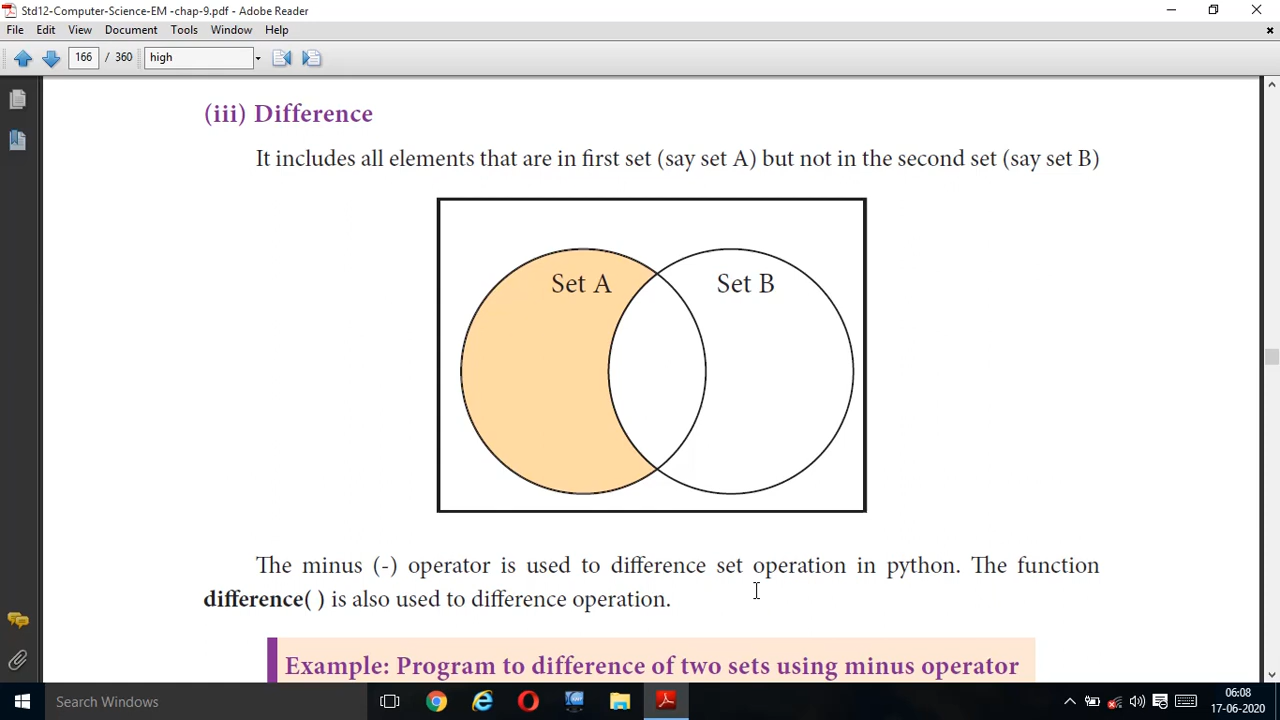 Std12-Computer-Science-EM -chap-9.pdf - Adobe Reader
File Edit View Document Tools Window Help
166 / 360 high
(iii) Difference
It includes all elements that are in first set (say set A) but not in the second set (say set B)
Set A Set B
The minus (-) operator is used to difference set operation in python. The function
difference( ) is also used to difference operation.
Example: Program to difference of two sets using minus operator
Search Windows
06:08
17-06-2020